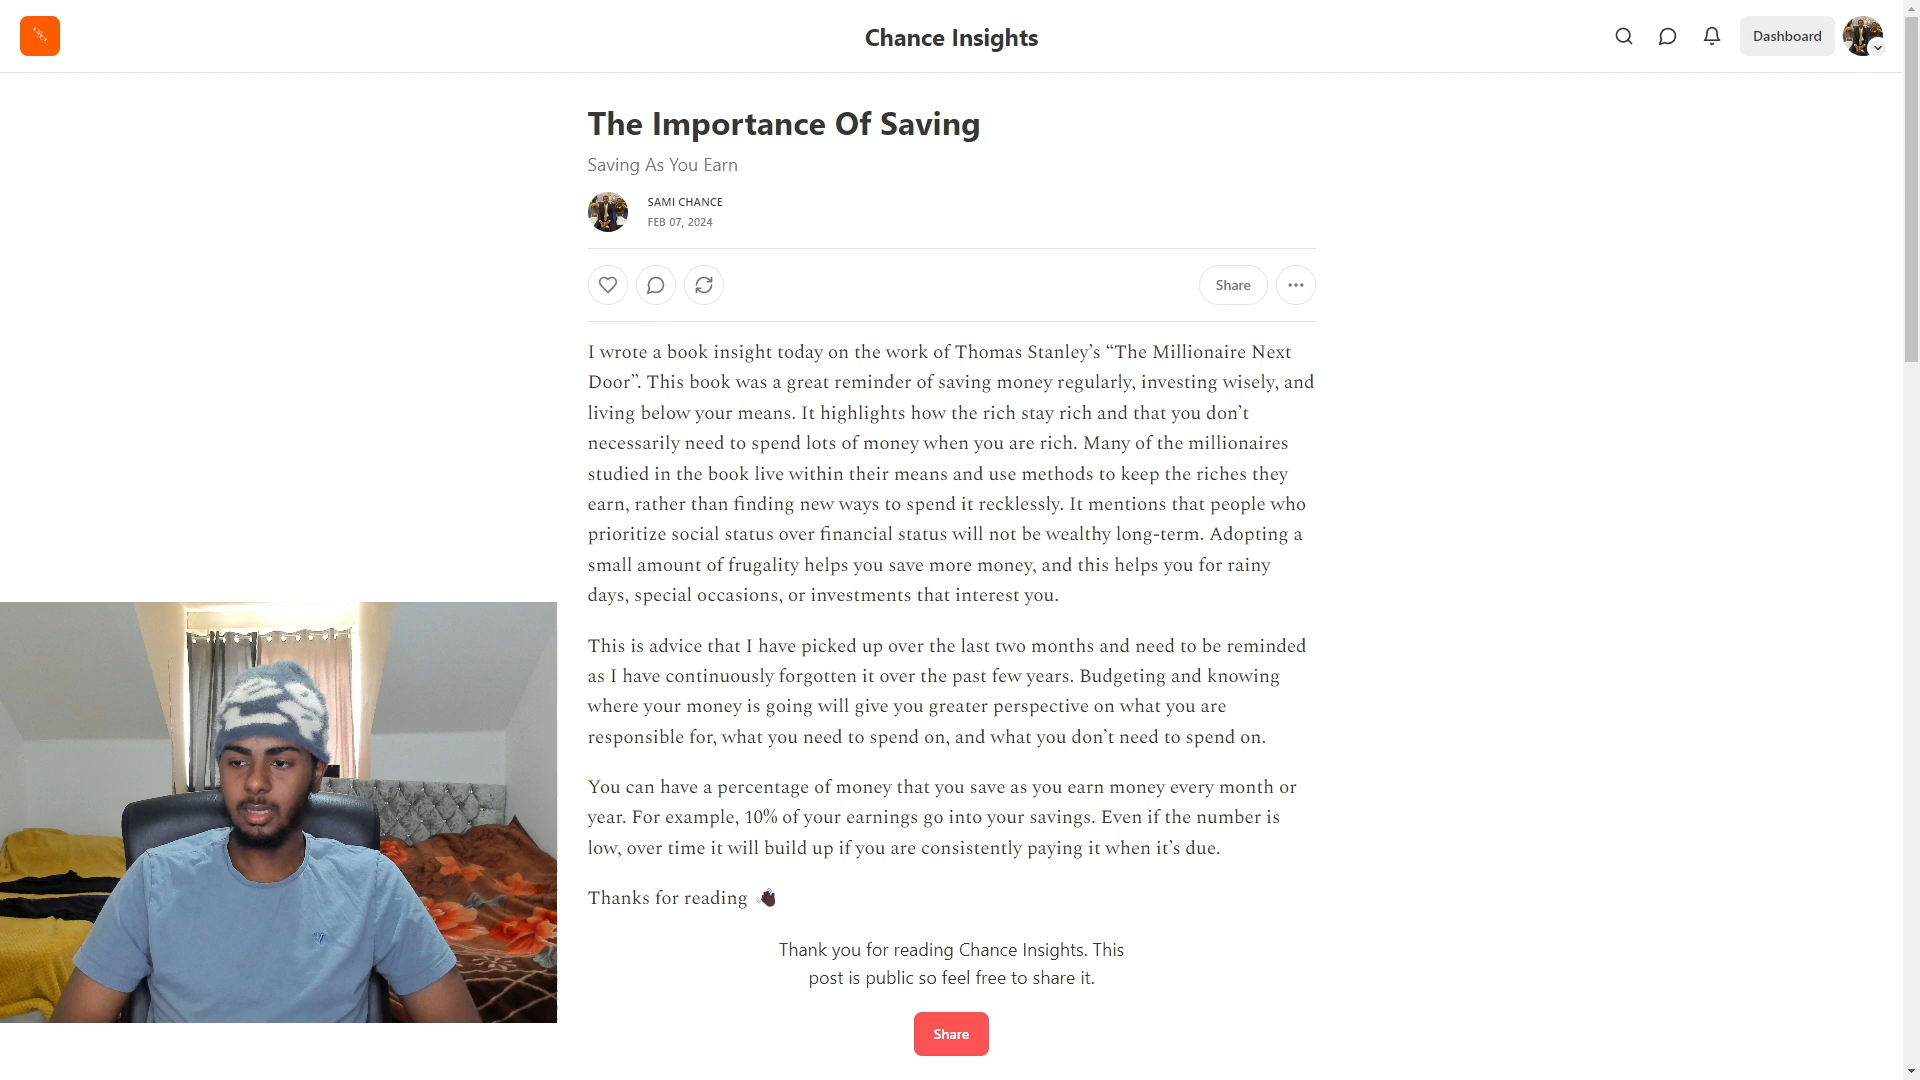 Chance Insights
Dashboard
The Importance Of Saving
Saving As You Earn
SAMI CHANCE
FEB 07, 2024
Share
I wrote a book insight today on the work of Thomas Stanley’s “The Millionaire Next
Door”. This book was a great reminder of saving money regularly, investing wisely, and
living below your means. It highlights how the rich stay rich and that you don’t
necessarily need to spend lots of money when you are rich. Many of the millionaires
studied in the book live within their means and use methods to keep the riches they
earn, rather than finding new ways to spend it recklessly. It mentions that people who
prioritize social status over financial status will not be wealthy long-term. Adopting a
small amount of frugality helps you save more money, and this helps you for rainy
days, special occasions, or investments that interest you.
This is advice that I have picked up over the last two months and need to be reminded
as I have continuously forgotten it over the past few years. Budgeting and knowing
where your money is going will give you greater perspective on what you are
responsible for, what you need to spend on, and what you don’t need to spend on.
You can have a percentage of money that you save as you earn money every month or
year. For example, 10% of your earnings go into your savings. Even if the number is
low, over time it will build up if you are consistently paying it when it’s due.
Thanks for reading 👋🏿
Thank you for reading Chance Insights. This
post is public so feel free to share it.
Share